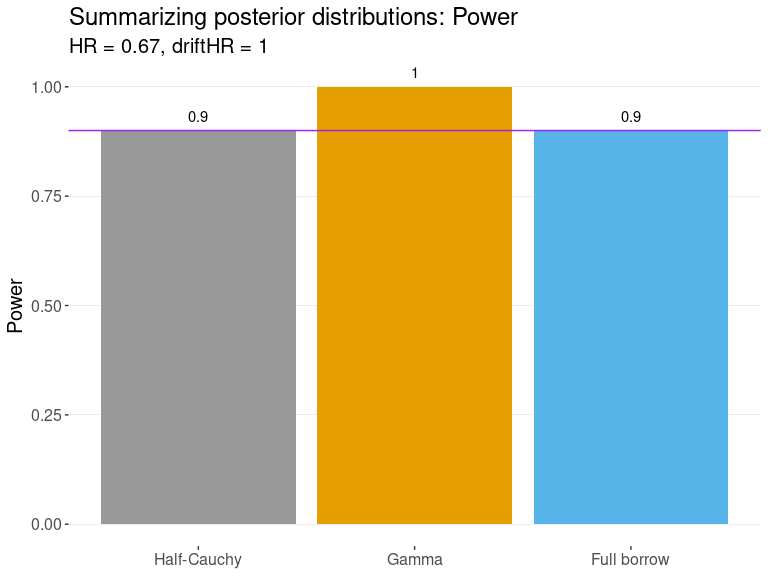 Summarizing posterior distributions: Power
HR = 0.67, driftHR = 1
1
0.9
0.9
1.00
0.75
0.50
0.25
0.00
Power
Half-Cauchy
Gamma
Full borrow